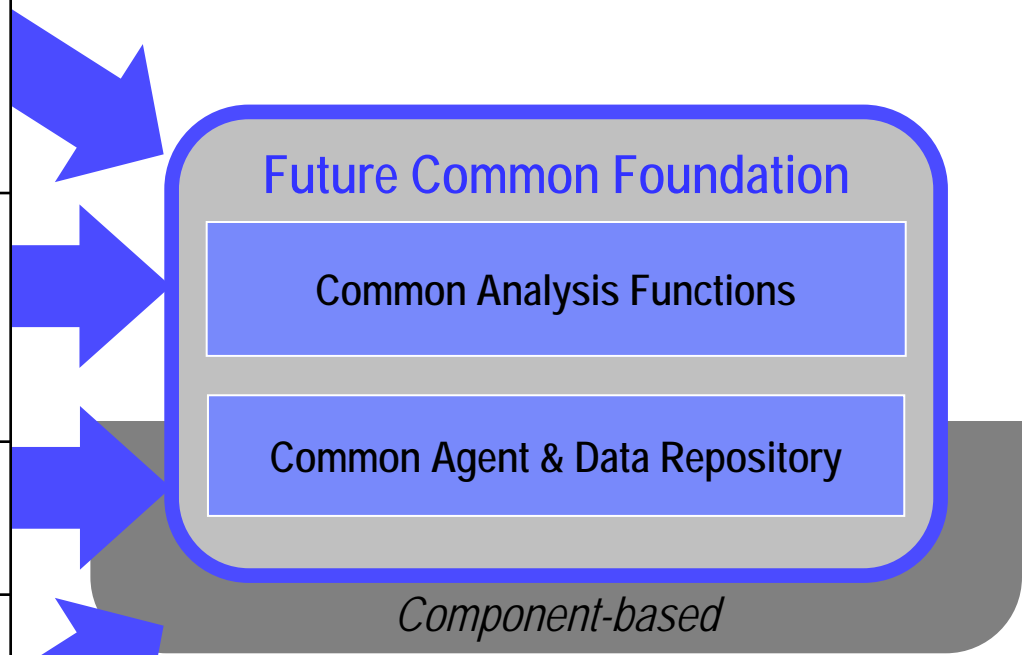 Future Common Foundation
Common Analysis Functions
Common Agent & Data Repository
Component-based